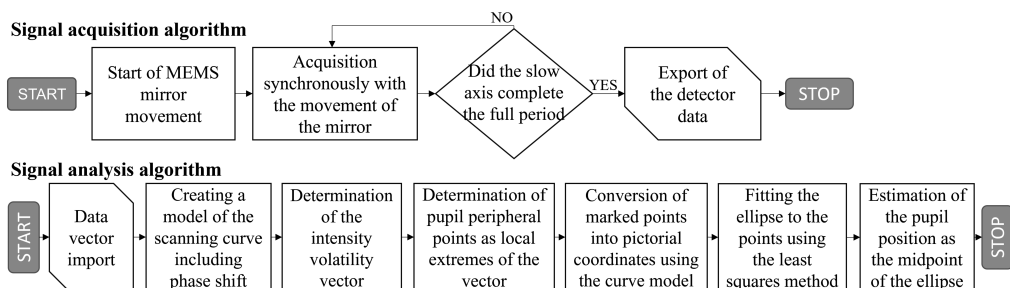 Signal acquisition algorithm
NO
START
Start of MEMS
mirror
movement
Acquisition
synchronously with
the movement of
the mirror
Did the slow
axis complete
the full period
YES
Export of
the detector
data
STOP
Signal analysis algorithm
START
Data
vector
import
Creating a
model of the
scanning curve
including
phase shift
Determination
of the
intensity
volatility
vector
Determination of
pupil peripheral
points as local
extremes of the
vector
Conversion of
marked points
into pictorial
coordinates using
the curve model
Fitting the
ellipse to the
points using
the least
squares method
Estimation of
the pupil
position as
the midpoint
of the ellipse
STOP